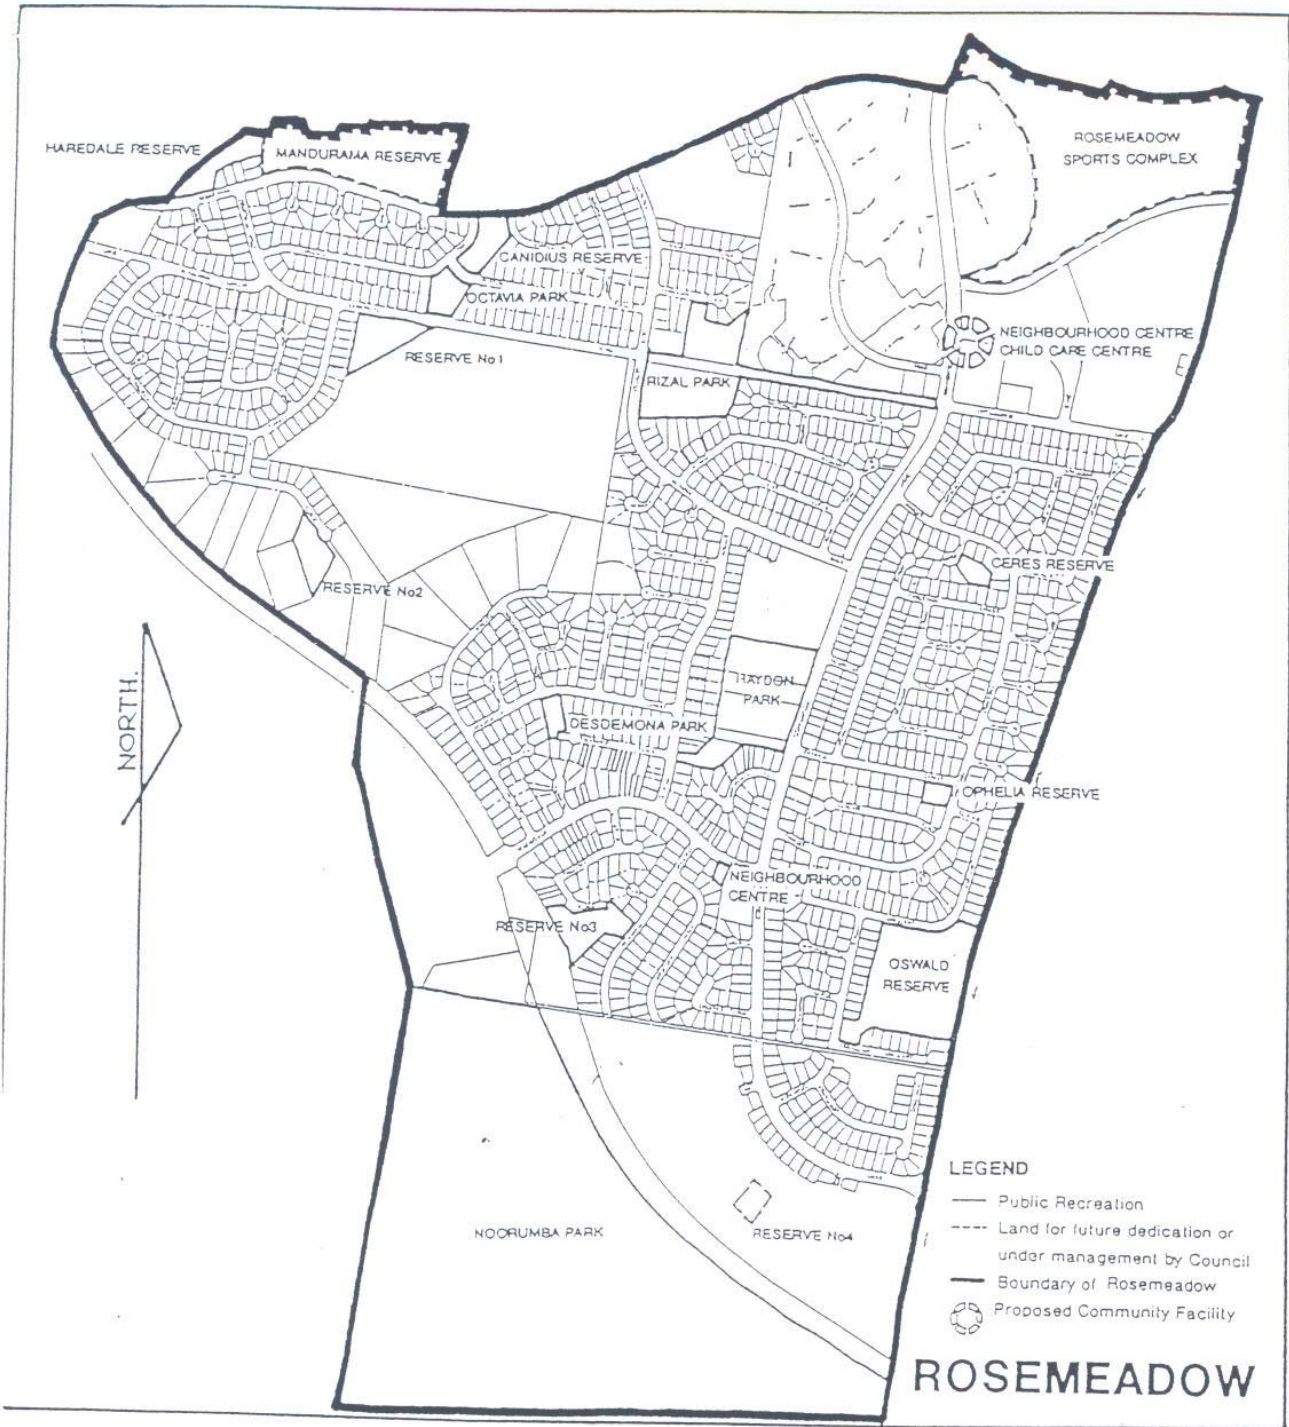 HAREDALE RESERVE
MANDURAMA RESERVE
ROSEMEADOW
SPORTS COMPLEX
CANIDIUS RESERVE
OCTAVIA PARK
RESERVE No1
NEIGHBOURHOOD CENTRE
CHILD CARE CENTRE
RIZAL PARK
CERES RESERVE
RESERVE No2
NORTH.
HAYDON
PARK
DESDEMONA PARK
OPHELIA RESERVE
NEIGHBOURHOOD
CENTRE
RESERVE No3
OSWALD
RESERVE
NOORUMBA PARK
RESERVE No4
LEGEND
Public Recreation
Land for future dedication or
under management by Council
Boundary of Rosemeadow
Proposed Community Facility
ROSEMEADOW